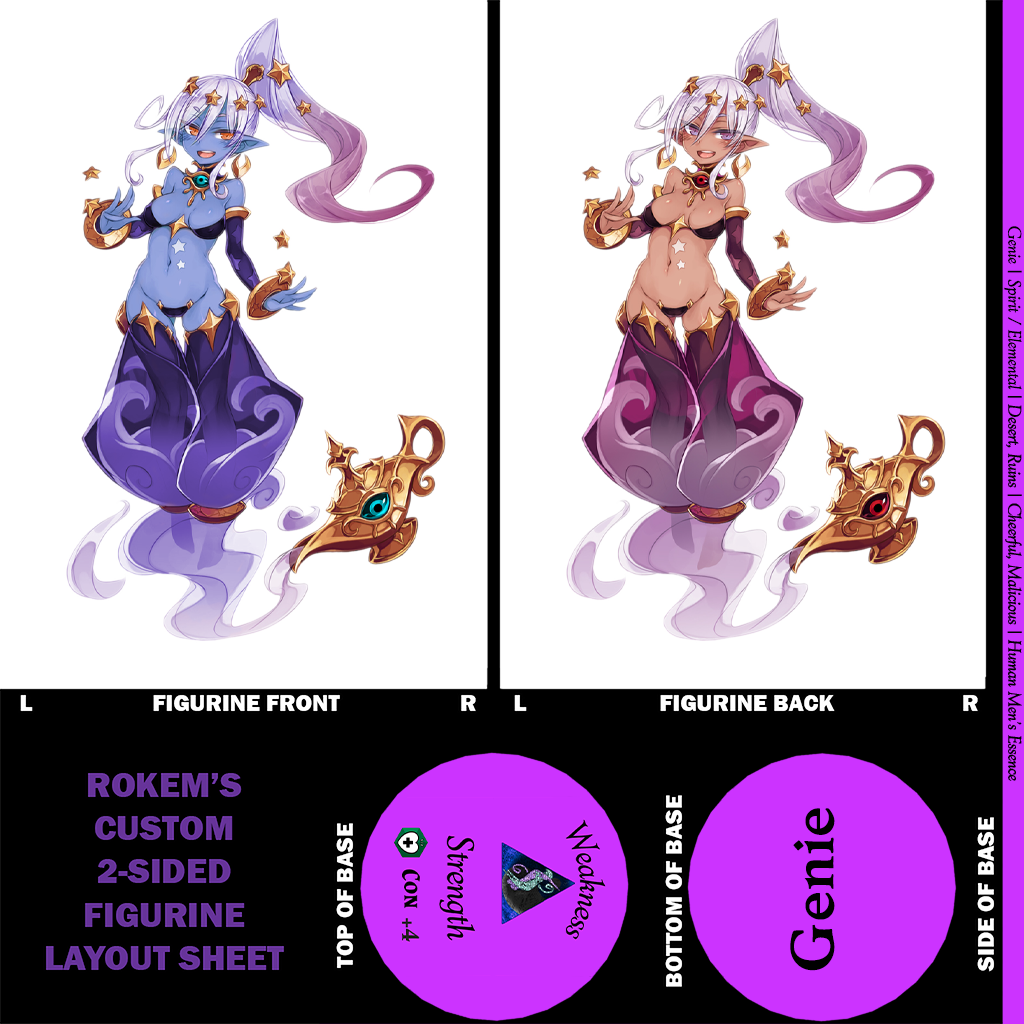 L FIGURINE FRONT R
L FIGURINE BACK R
Genie | Spirit / Elemental | Desert, Ruins | Cheerful, Malicious | Human Men's Essence
ROKEM'S
CUSTOM
2-SIDED
FIGURINE
LAYOUT SHEET
TOP OF BASE
Weakness
Strength
CON +4
BOTTOM OF BASE
Genie
SIDE OF BASE